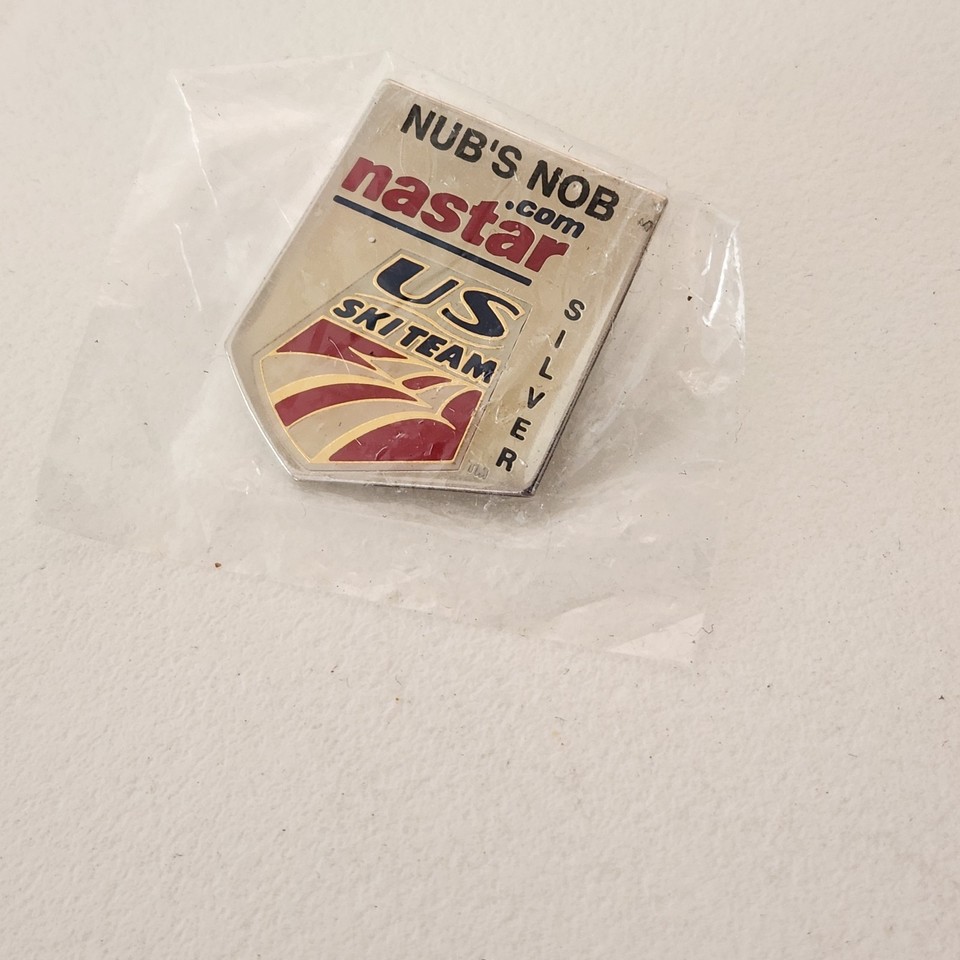 NUB'S NOB
nastar.com
US
SKI TEAM
SILVER